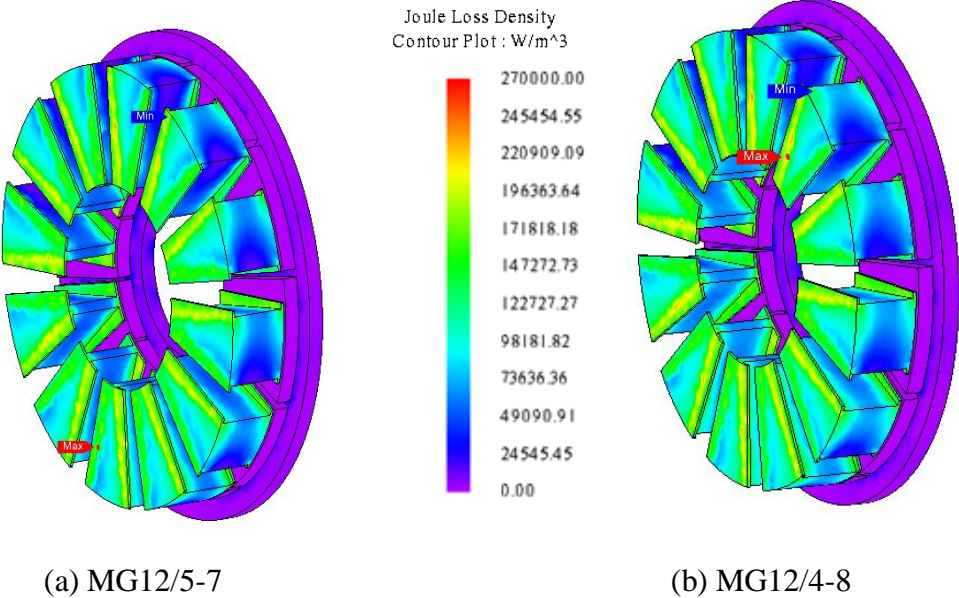 Joule Loss Density
Contour Plot : W/m^3
270000.00
245454.55
220909.09
196363.64
171818.18
147272.73
122727.27
98181.82
73636.36
49090.91
24545.45
0.00
Min
Max
Min
Max
(a) MG12/5-7
(b) MG12/4-8